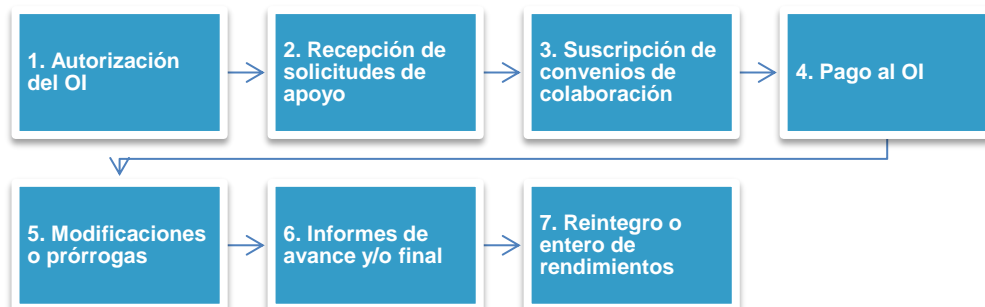 1. Autorización
del OI
2. Recepción de
solicitudes de
apoyo
3. Suscripción de
convenios de
colaboración
4. Pago al OI
5. Modificaciones
o prórrogas
6. Informes de
avance y/o final
7. Reintegro o
entero de
rendimientos